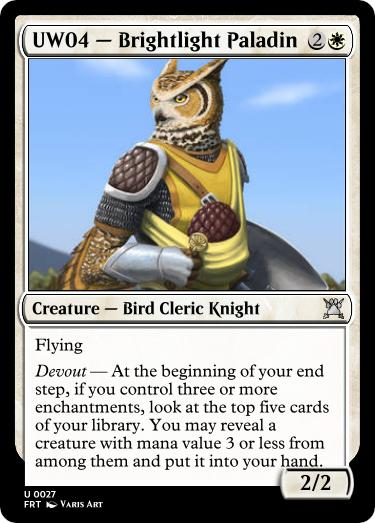 UW04 — Brightlight Paladin 2
Creature — Bird Cleric Knight
Flying
Devout — At the beginning of your end
step, if you control three or more
enchantments, look at the top five cards
of your library. You may reveal a
creature with mana value 3 or less from
among them and put it into your hand.
2/2
U 0027
FRT VARIS ART